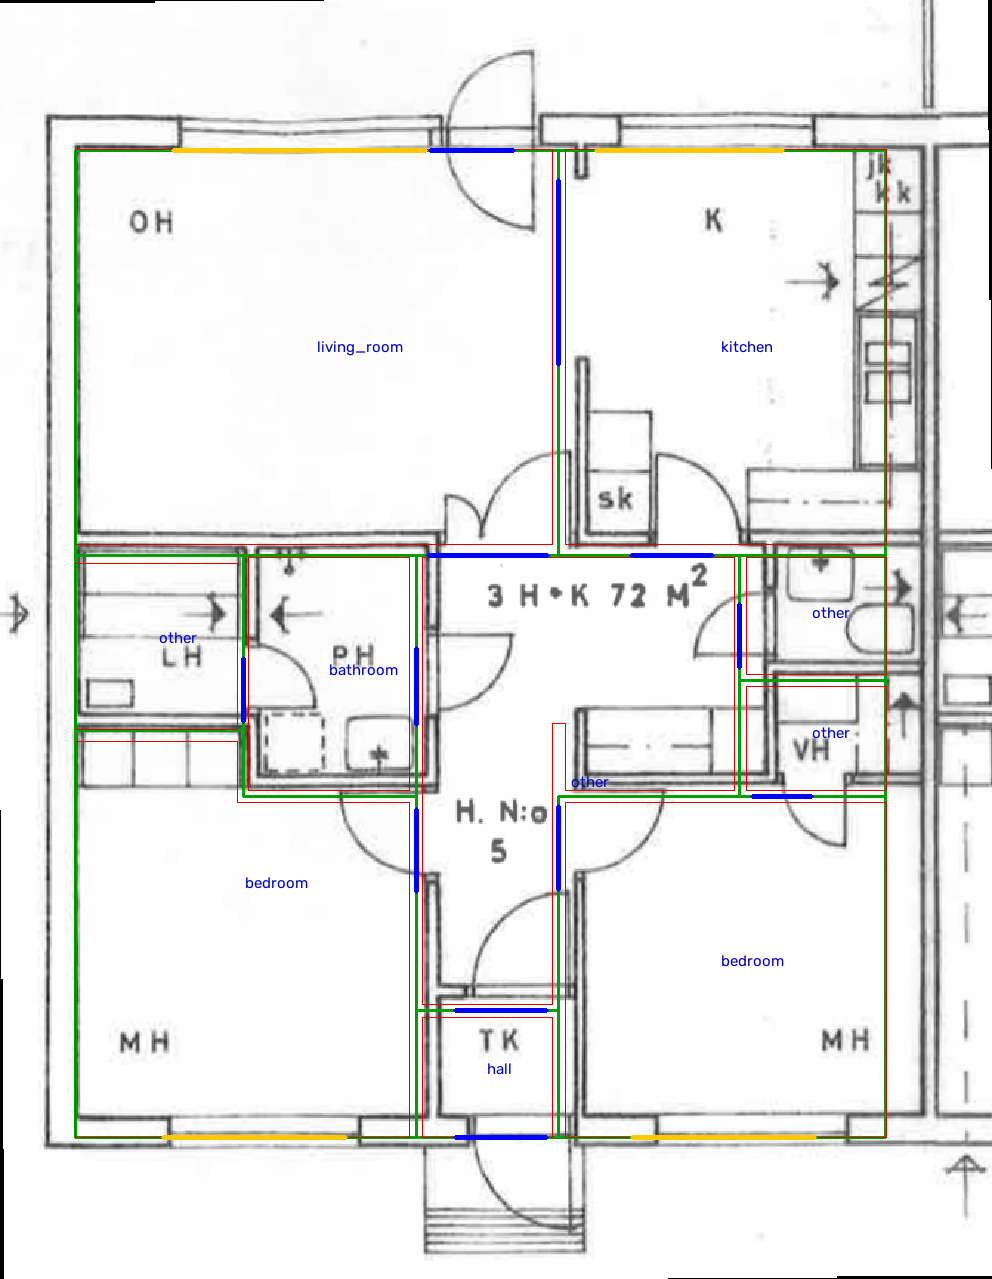 jk
kk
OH
K
living_room
kitchen
sk
3 H+K 72 M²
other
other
LH
PH
bathroom
other
VH
other
H. N:o
5
bedroom
bedroom
MH
TK
MH
hall